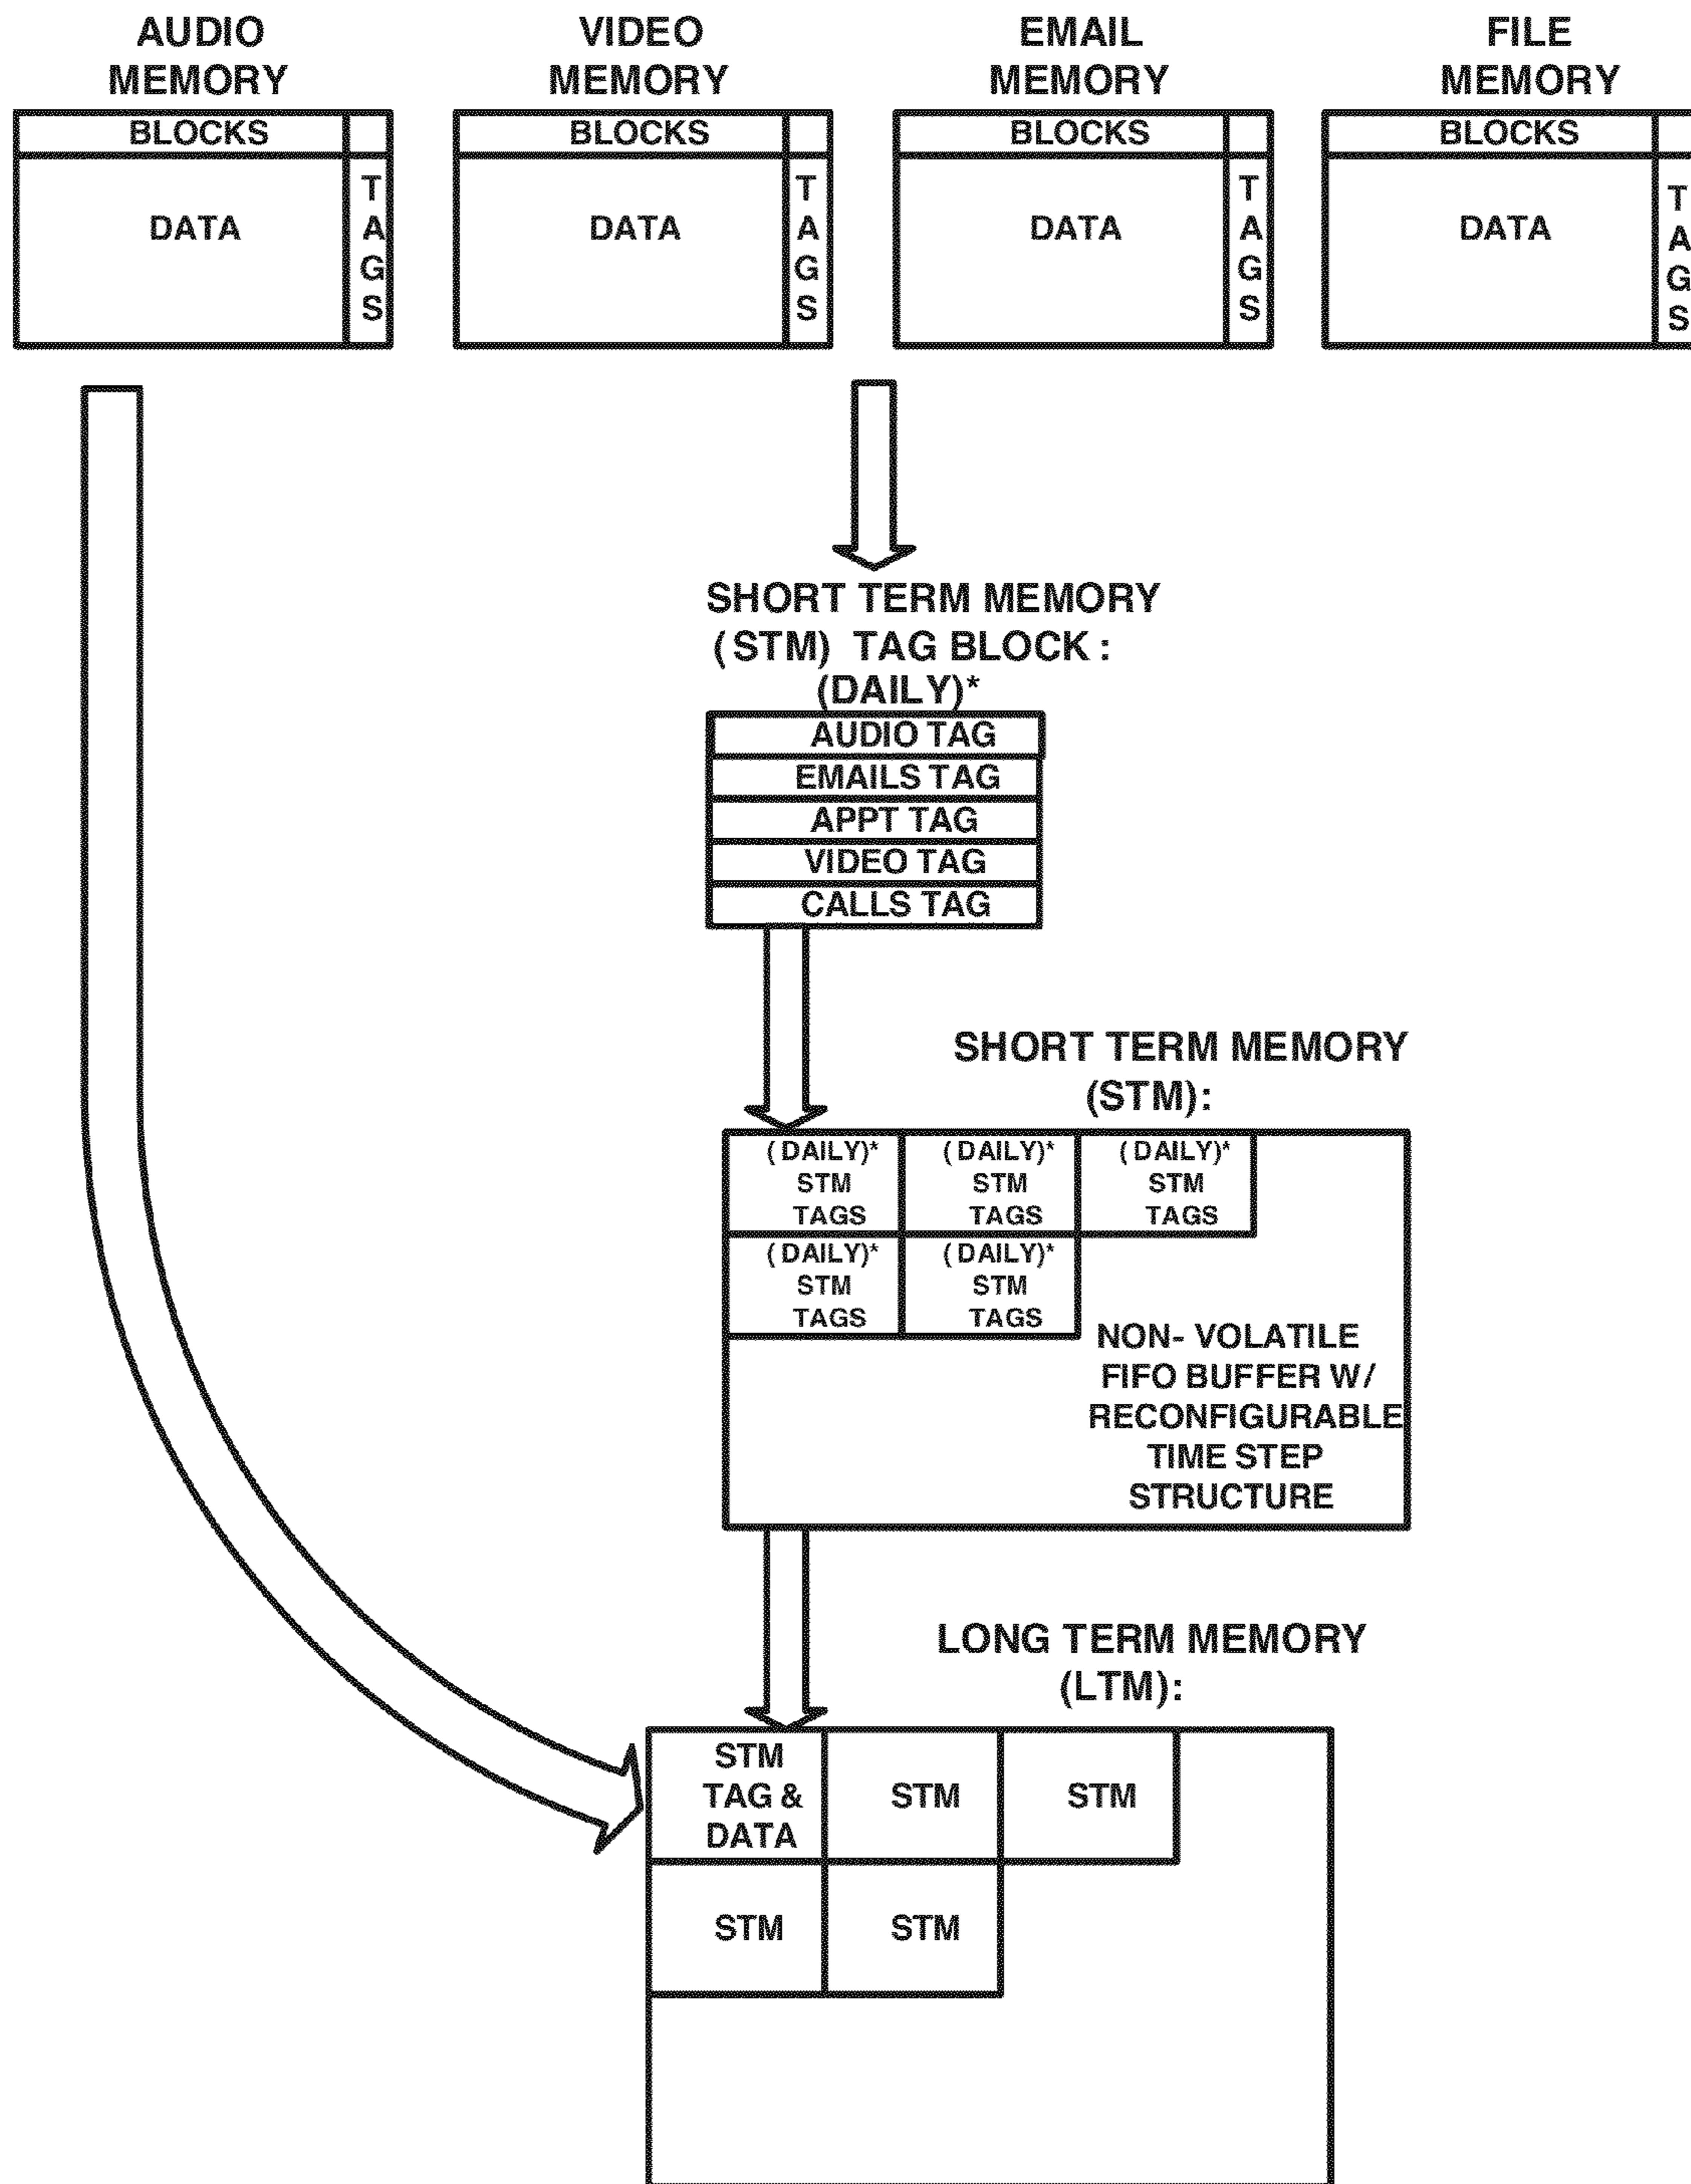 AUDIO
MEMORY
BLOCKS
DATA
TAGS
VIDEO
MEMORY
BLOCKS
DATA
TAGS
EMAIL
MEMORY
BLOCKS
DATA
TAGS
FILE
MEMORY
BLOCKS
DATA
TAGS
SHORT TERM MEMORY
(STM) TAG BLOCK :
(DAILY)*
AUDIO TAG
EMAILS TAG
APPT TAG
VIDEO TAG
CALLS TAG
SHORT TERM MEMORY
(STM):
(DAILY)*
STM
TAGS
(DAILY)*
STM
TAGS
(DAILY)*
STM
TAGS
(DAILY)*
STM
TAGS
(DAILY)*
STM
TAGS
NON- VOLATILE
FIFO BUFFER W/
RECONFIGURABLE
TIME STEP
STRUCTURE
LONG TERM MEMORY
(LTM):
STM
TAG &
DATA
STM
STM
STM
STM